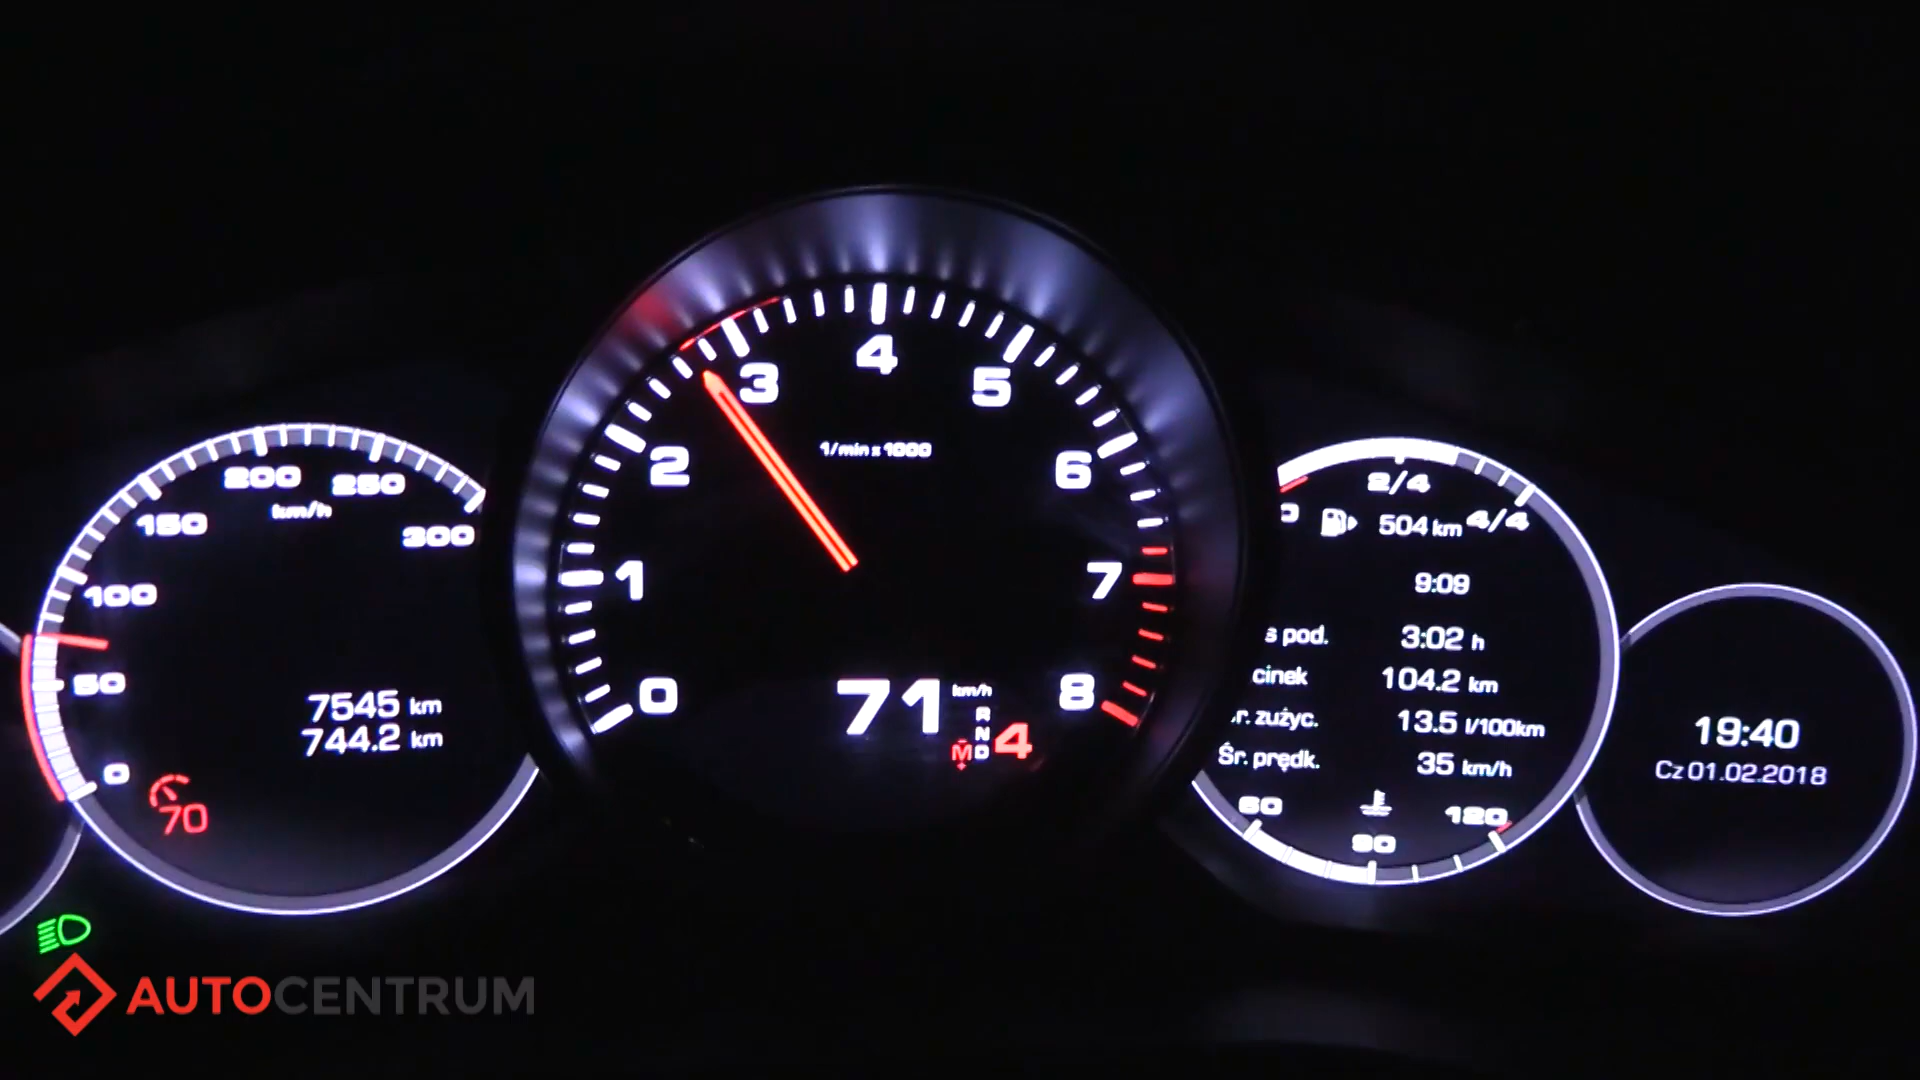 0
50
100
150
200
250
300
km/h
7545 km
744.2 km
70
0
1
2
3
4
5
6
7
8
1/min x 1000
71 km/h
R
N
D
M
4
0
2/4
4/4
504 km
9:09
s pod. 3:02 h
cinek 104.2 km
r. zużyc. 13.5 l/100km
Śr. prędk. 35 km/h
60
90
120
19:40
Cz 01.02.2018
AUTOCENTRUM